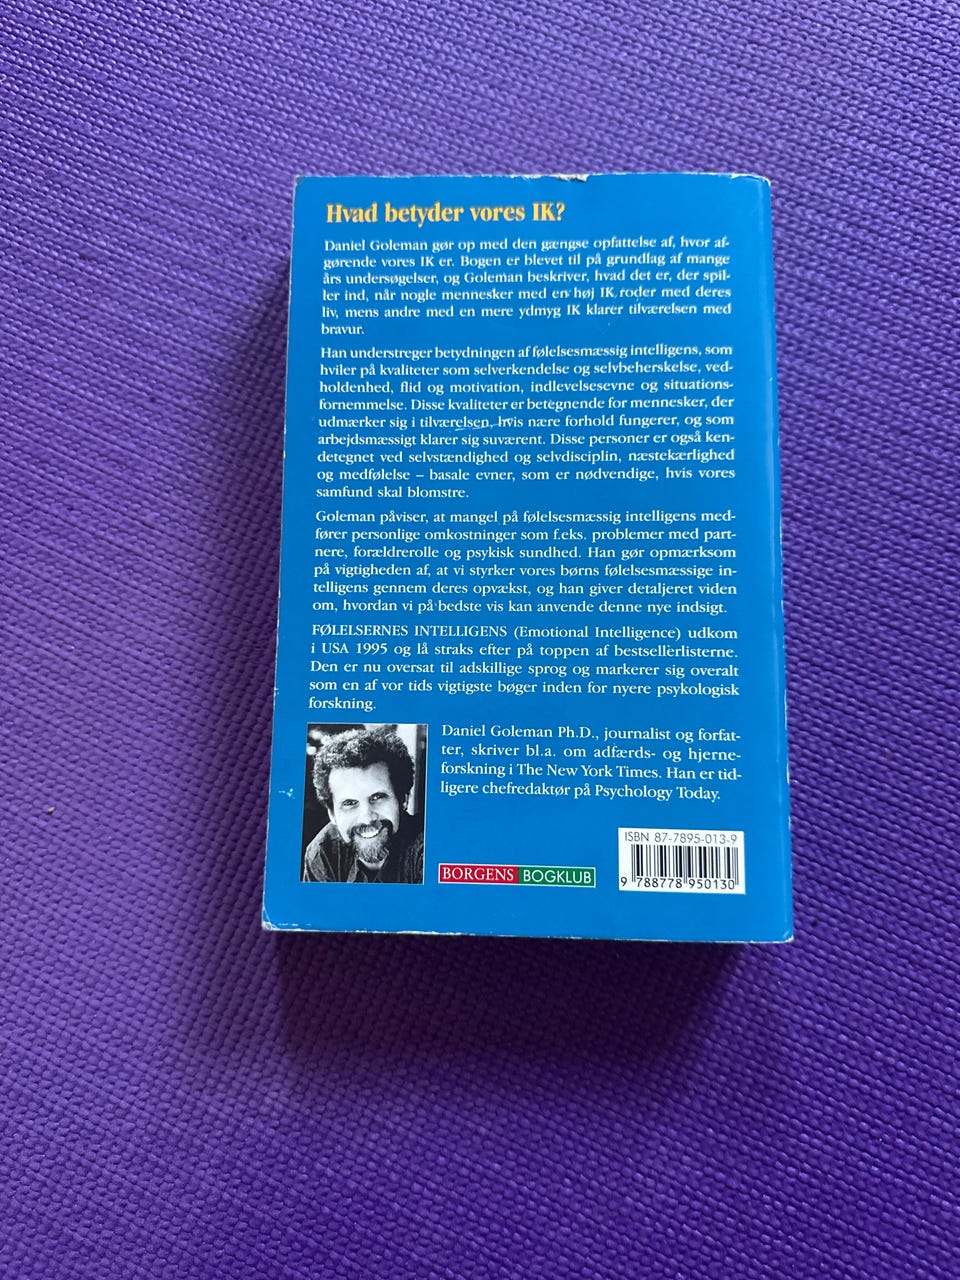 Hvad betyder vores IK?
Daniel Goleman gør op med den gængse opfattelse af, hvor af-
gørende vores IK er. Bogen er blevet til på grundlag af mange
års undersøgelser, og Goleman beskriver, hvad det er, der spil-
ler ind, når nogle mennesker med en høj IK roder med deres
liv, mens andre med en mere ydmyg IK klarer tilværelsen med
bravur.
Han understreger betydningen af følelsesmæssig intelligens, som
hviler på kvaliteter som selverkendelse og selvbeherskelse, ved-
holdenhed, flid og motivation, indlevelsesevne og situations-
fornemmelse. Disse kvaliteter er betegnende for mennesker, der
udmærker sig i tilværelsen, hvis nære forhold fungerer, og som
arbejdsmæssigt klarer sig suverænt. Disse personer er også ken-
detegnet ved selvstændighed og selvdisciplin, næstekærlighed
og medfølelse – basale evner, som er nødvendige, hvis vores
samfund skal blomstre.
Goleman påviser, at mangel på følelsesmæssig intelligens med-
fører personlige omkostninger som f.eks. problemer med part-
nere, forældrerolle og psykisk sundhed. Han gør opmærksom
på vigtigheden af, at vi styrker vores børns følelsesmæssige in-
telligens gennem deres opvækst, og han giver detaljeret viden
om, hvordan vi på bedste vis kan anvende denne nye indsigt.
FØLELSERNES INTELLIGENS (Emotional Intelligence) udkom
i USA 1995 og lå straks efter på toppen af bestsellerlisterne.
Den er nu oversat til adskillige sprog og markerer sig overalt
som en af vor tids vigtigste bøger inden for nyere psykologisk
forskning.
Daniel Goleman Ph.D., journalist og forfat-
ter, skriver bl.a. om adfærds- og hjerne-
forskning i The New York Times. Han er tid-
ligere chefredaktør på Psychology Today.
ISBN 87-7895-013-9
BORGENS BOGKLUB
9 788778 950130